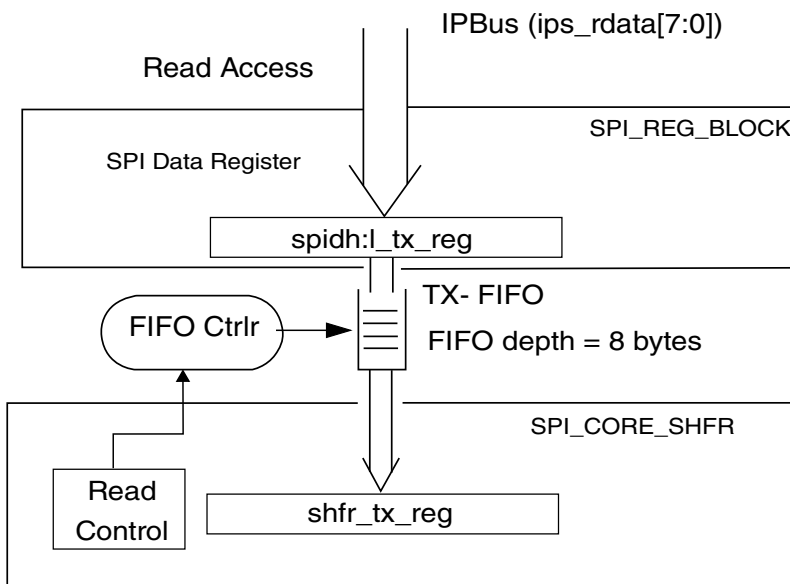 IPBus (ips_rdata[7:0])
Read Access
SPI_REG_BLOCK
SPI Data Register
spidh:l_tx_reg
TX- FIFO
FIFO Ctrlr
FIFO depth = 8 bytes
SPI_CORE_SHFR
Read
Control
shfr_tx_reg